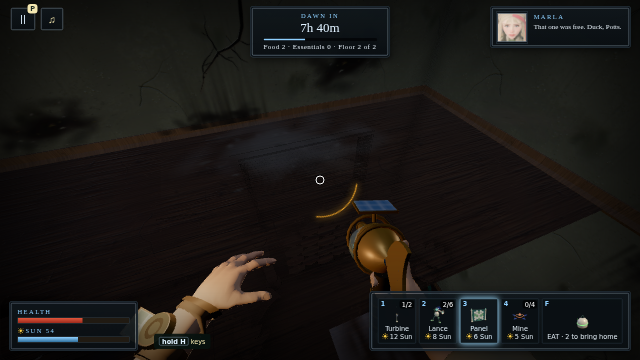 P
DAWN IN
7h 40m
Food 2 · Essentials 0 · Floor 2 of 2
MARLA
That one was free. Duck, Potts.
HEALTH
SUN 54
hold H keys
1 1/2
Turbine
12 Sun
2 2/6
Lance
8 Sun
3
Panel
6 Sun
4 0/4
Mine
5 Sun
F
EAT · 2 to bring home